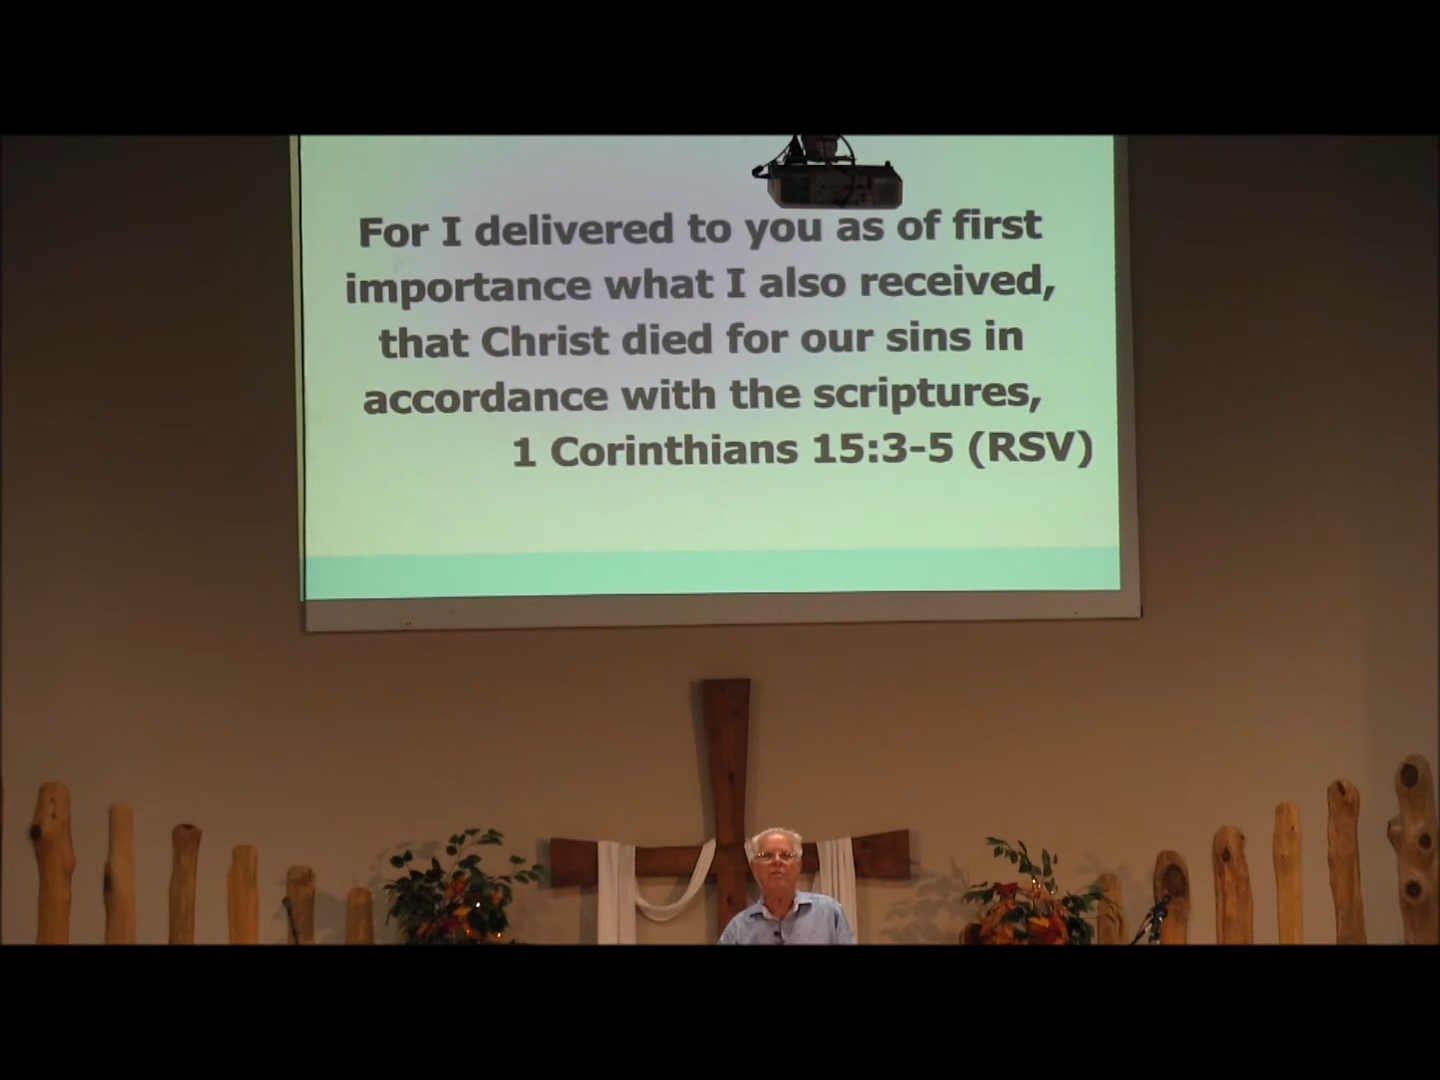 For I delivered to you as of first
importance what I also received,
that Christ died for our sins in
accordance with the scriptures,
1 Corinthians 15:3-5 (RSV)